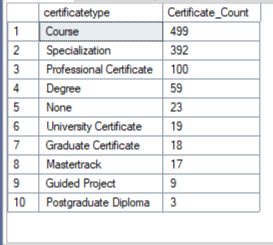 certificatetype Certificate_Count
1 Course 499
2 Specialization 392
3 Professional Certificate 100
4 Degree 59
5 None 23
6 University Certificate 19
7 Graduate Certificate 18
8 Mastertrack 17
9 Guided Project 9
10 Postgraduate Diploma 3